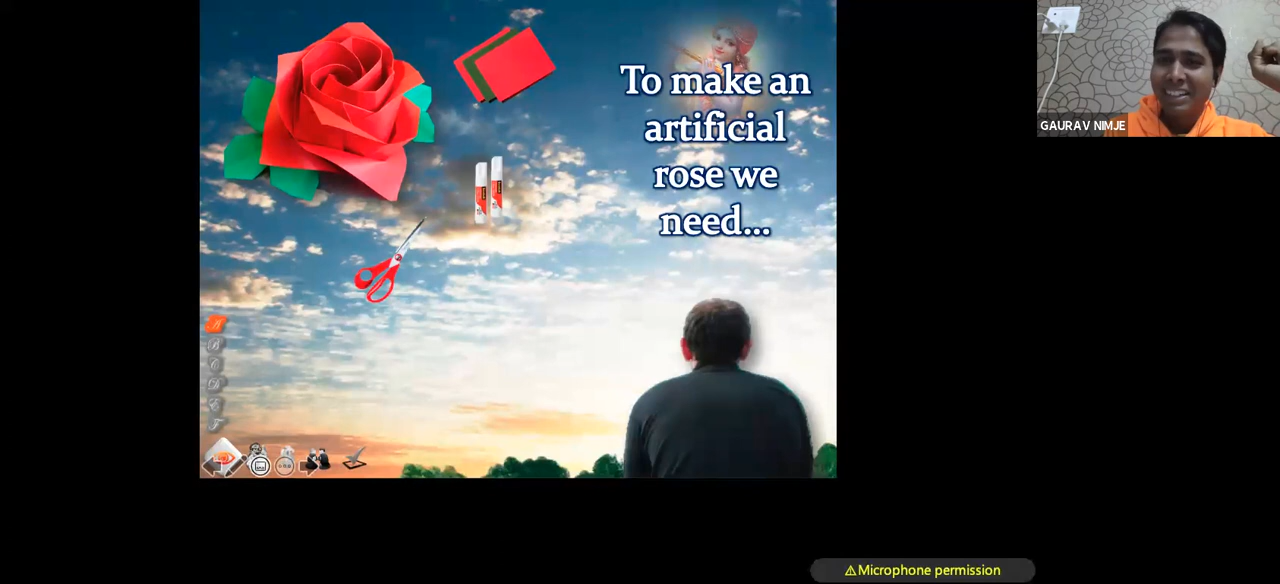 To make an
artificial
rose we
need...
GAURAV NIMJE
A
B
C
D
E
F
⚠Microphone permission